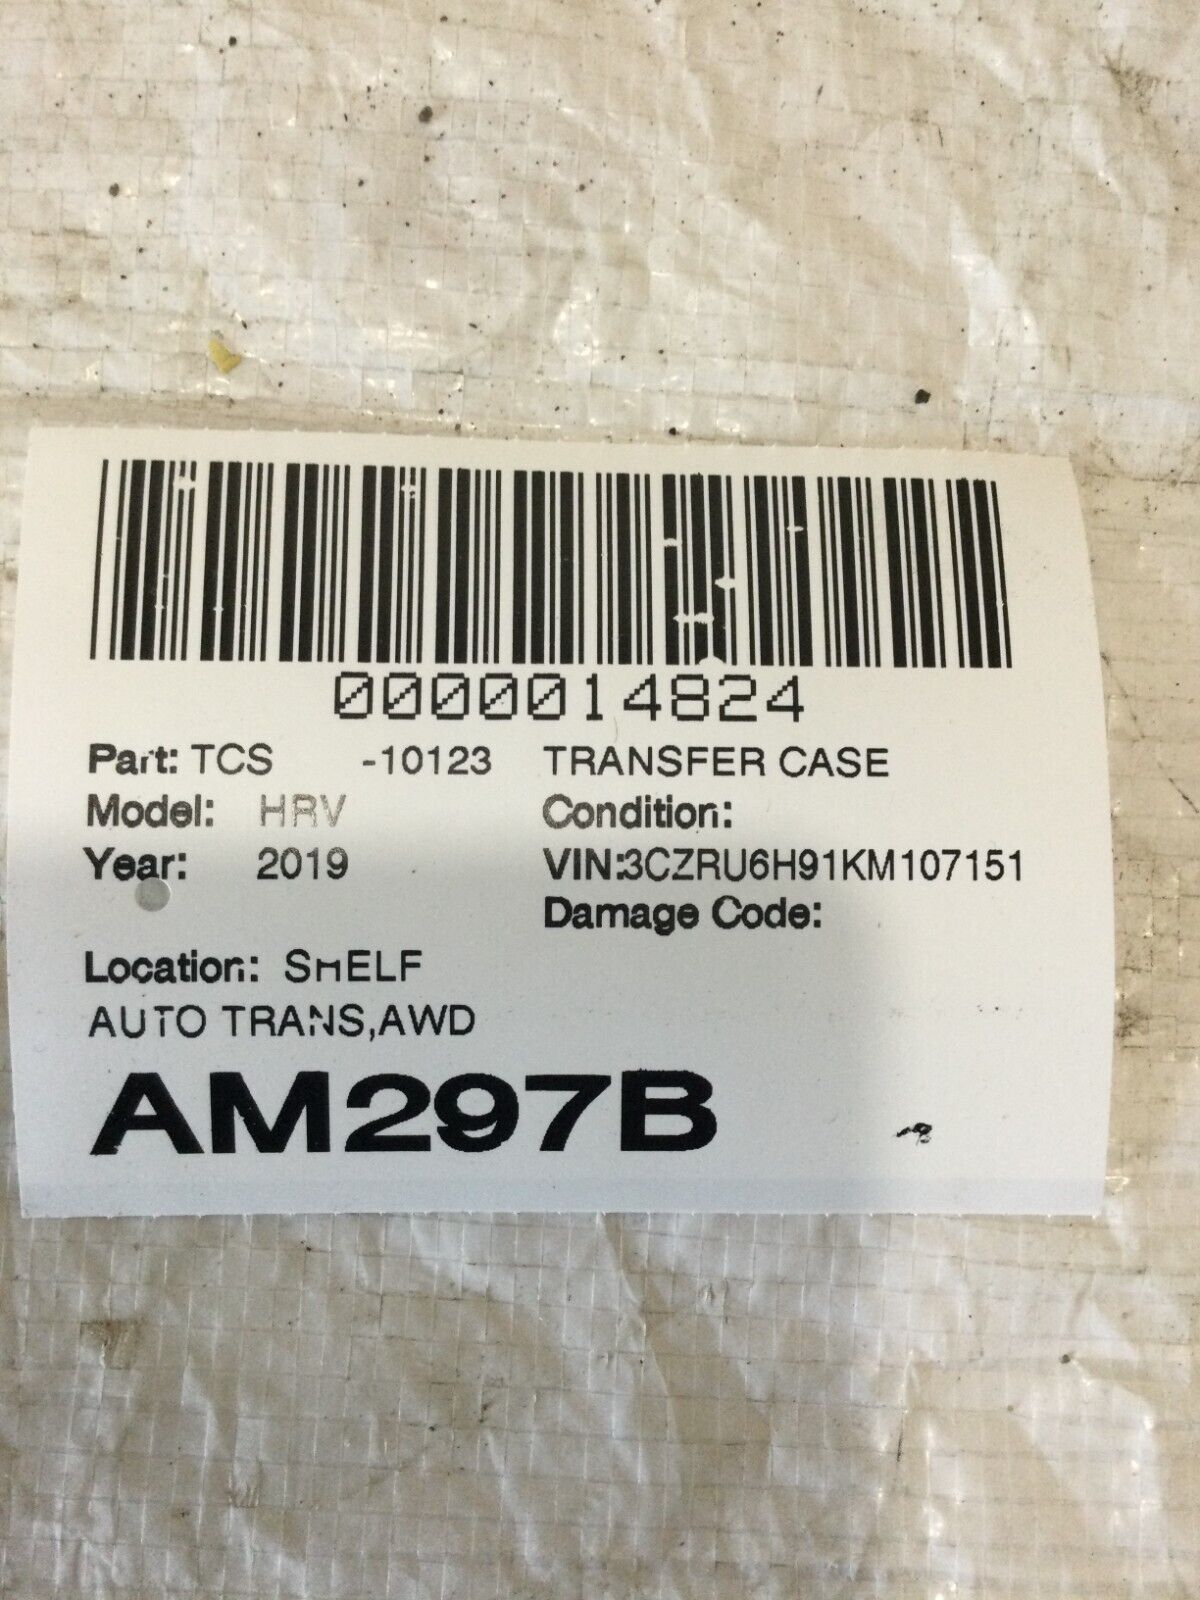 0000014824
Part: TCS -10123 TRANSFER CASE
Model: HRV Condition:
Year: 2019 VIN:3CZRU6H91KM107151
Damage Code:
Location: SHELF
AUTO TRANS,AWD
AM297B